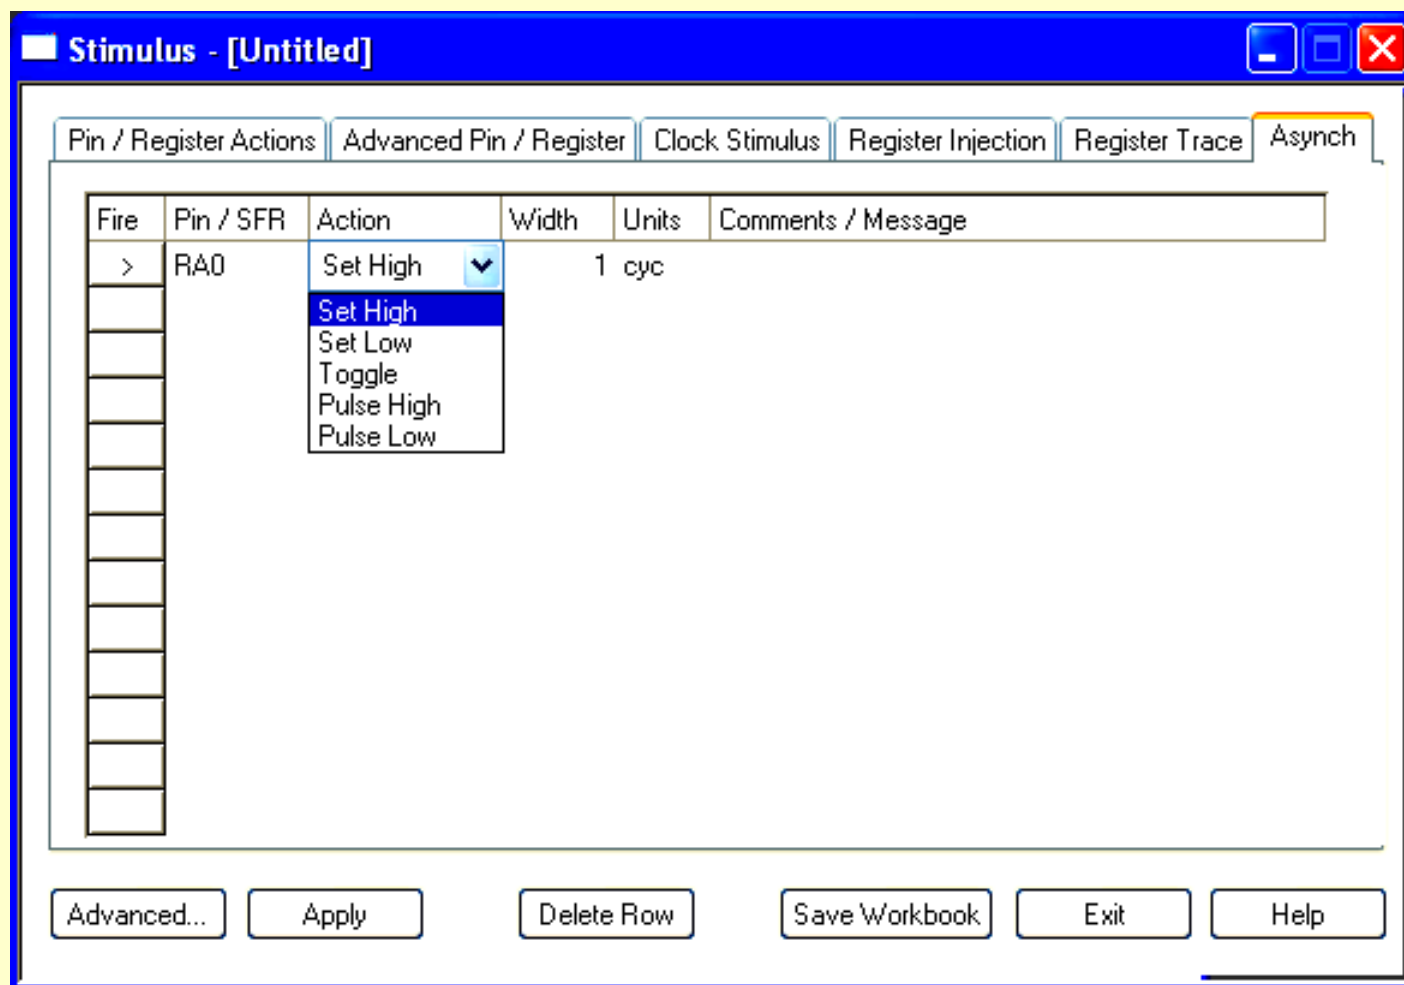 Stimulus - [Untitled]
Pin / Register Actions Advanced Pin / Register Clock Stimulus Register Injection Register Trace Asynch
Fire Pin / SFR Action Width Units Comments / Message
> RA0 Set High 1 cyc
Set High
Set Low
Toggle
Pulse High
Pulse Low
Advanced... Apply Delete Row Save Workbook Exit Help